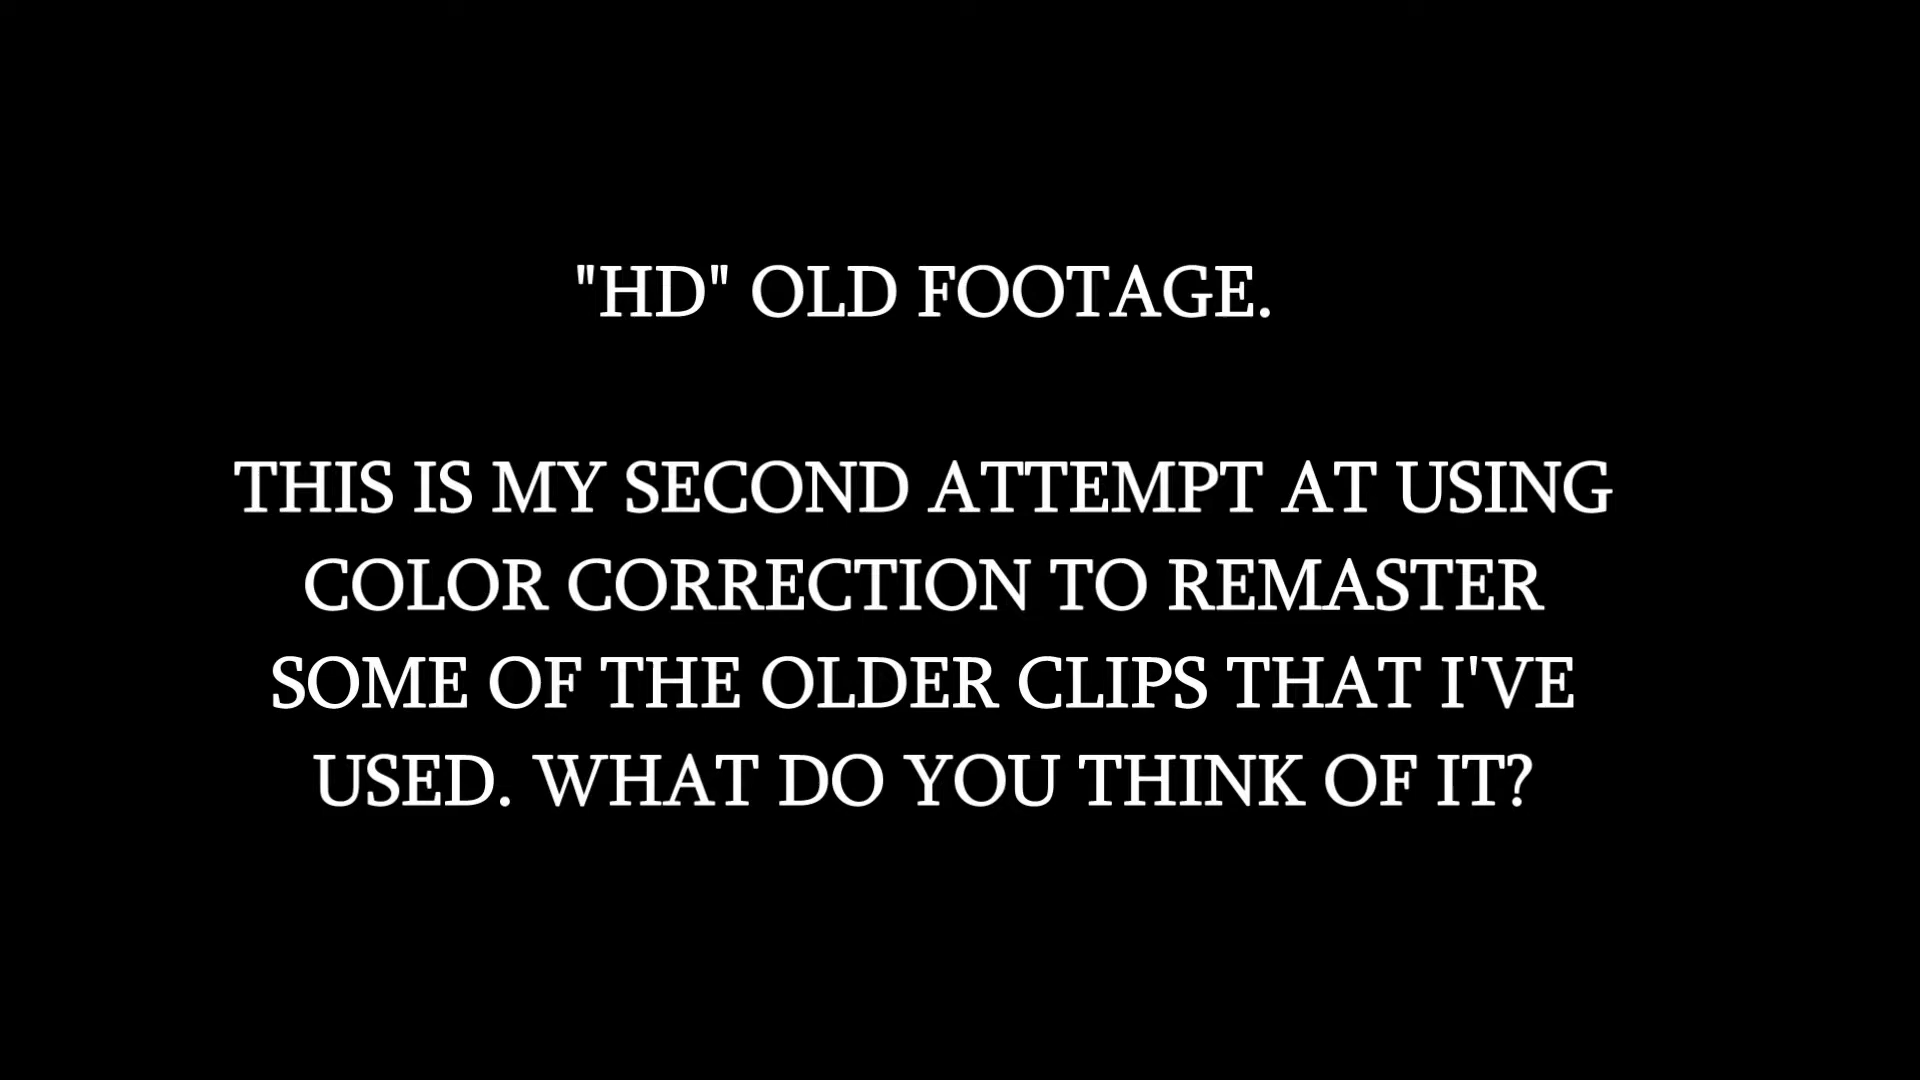 "HD" OLD FOOTAGE.
THIS IS MY SECOND ATTEMPT AT USING
COLOR CORRECTION TO REMASTER
SOME OF THE OLDER CLIPS THAT I'VE
USED. WHAT DO YOU THINK OF IT?